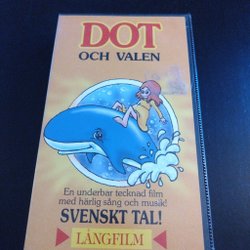 DOT
OCH VALEN
En underbar tecknad film
med härlig sång och musik!
SVENSKT TAL!
LÅNGFILM